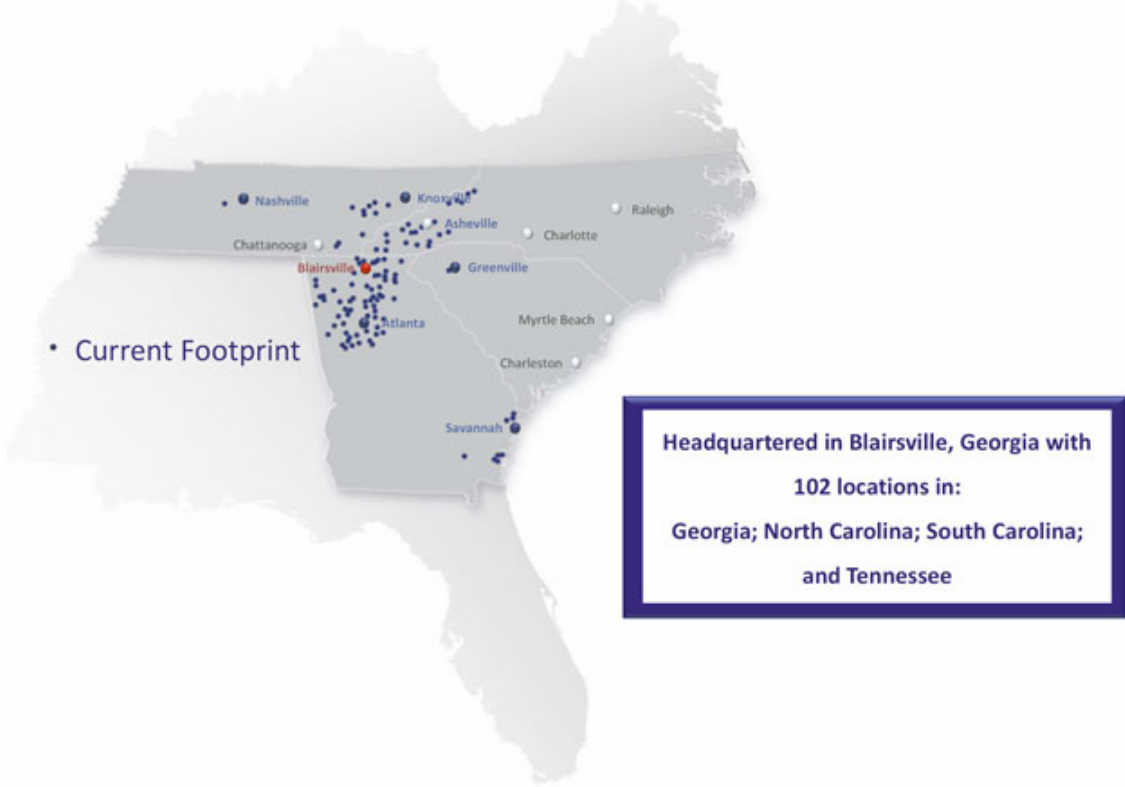 Nashville
Knoxville
Raleigh
Asheville
Charlotte
Chattanooga
Blairsville
Greenville
Myrtle Beach
Atlanta
• Current Footprint
Charleston
Savannah
Headquartered in Blairsville, Georgia with
102 locations in:
Georgia; North Carolina; South Carolina;
and Tennessee